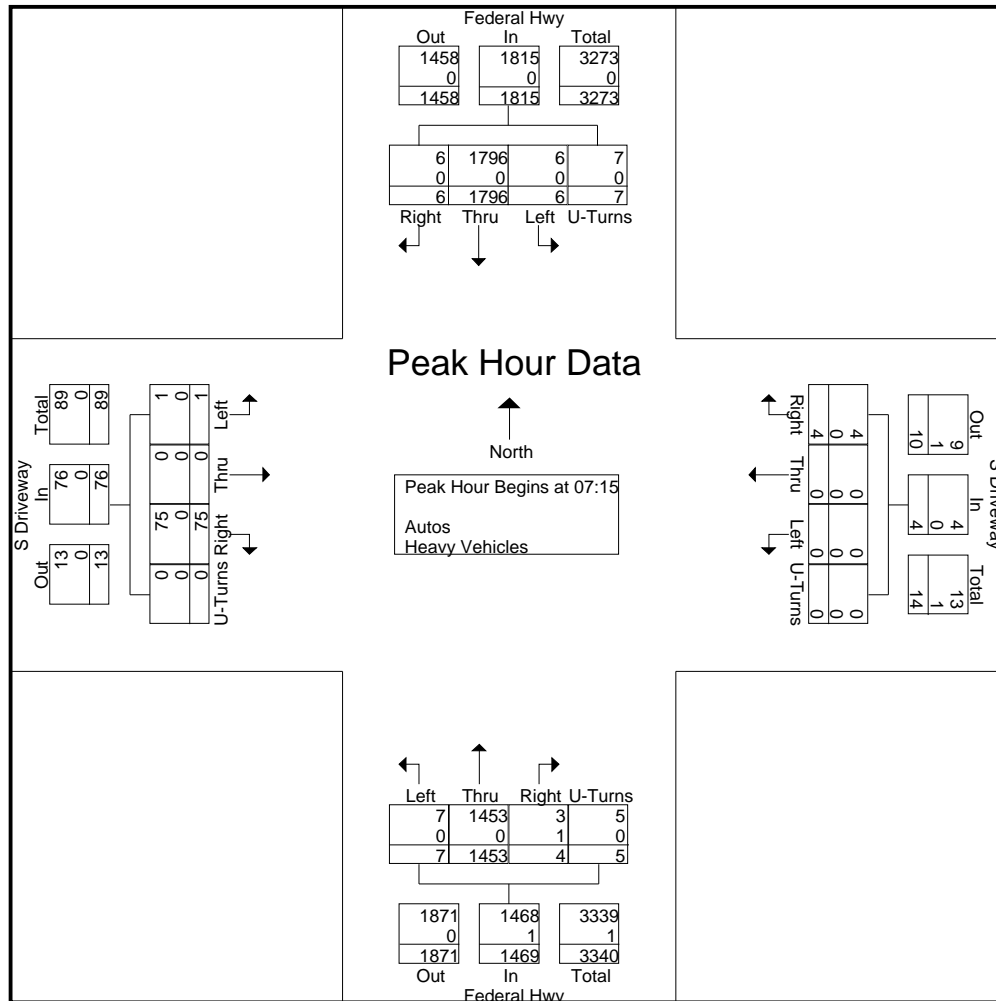 Federal Hwy
Out In Total
1458 1815 3273
0 0 0
1458 1815 3273
6 1796 6 7
0 0 0 0
6 1796 6 7
Right Thru Left U-Turns
Peak Hour Data
North
Peak Hour Begins at 07:15
Autos
Heavy Vehicles
S Driveway
Out In Total
13 76 89
0 0 0
13 76 89
U-Turns Right Thru Left
0 75 0 1
0 0 0 0
0 75 0 1
S Driveway
Out In Total
9 4 13
1 0 1
10 4 14
Right Thru Left U-Turns
4 0 0 0
0 0 0 0
4 0 0 0
Left Thru Right U-Turns
7 1453 3 5
0 0 1 0
7 1453 4 5
1871 1468 3339
0 1 1
1871 1469 3340
Out In Total
Federal Hwy